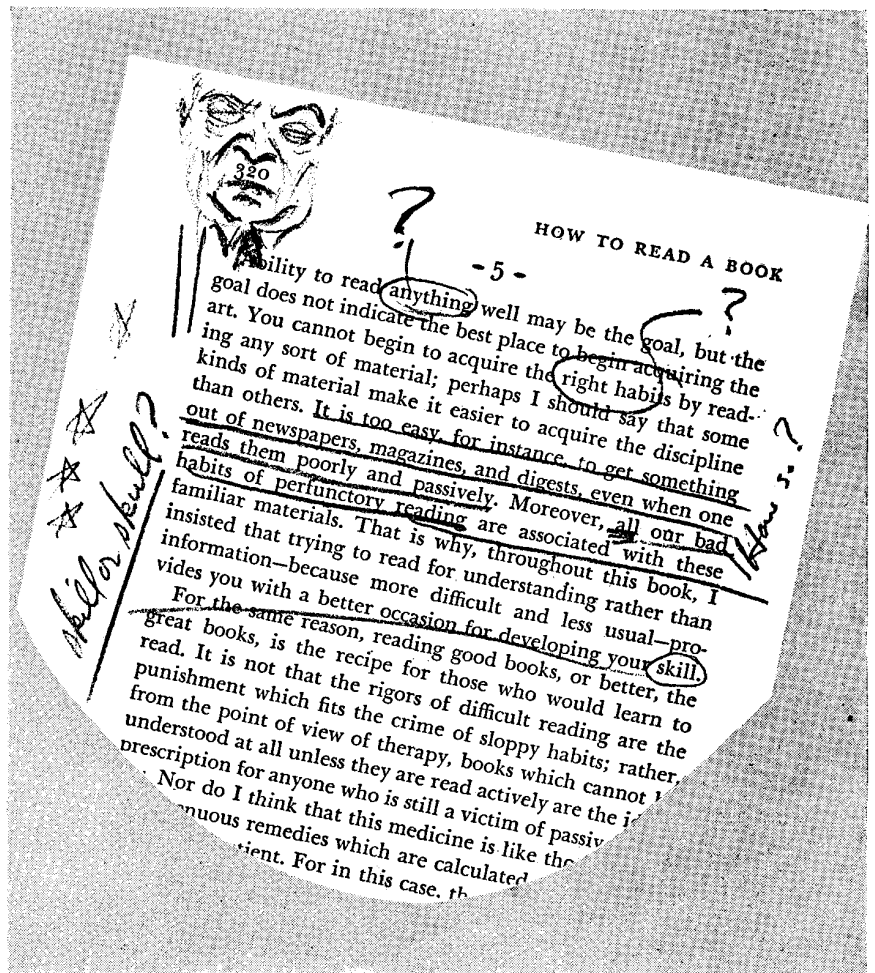 320
?
HOW TO READ A BOOK
- 5 -
?
Ability to read anything well may be the goal, but the
goal does not indicate the best place to begin acquiring the
art. You cannot begin to acquire the right habits by read-
ing any sort of material; perhaps I should say that some
kinds of material make it easier to acquire the discipline
than others. It is too easy, for instance, to get something
out of newspapers, magazines, and digests, even when one
reads them poorly and passively. Moreover, all our bad
habits of perfunctory reading are associated with these
familiar materials. That is why, throughout this book, I
insisted that trying to read for understanding rather than
information—because more difficult and less usual—pro-
vides you with a better occasion for developing your skill.
For the same reason, reading good books, or better, the
great books, is the recipe for those who would learn to
read. It is not that the rigors of difficult reading are the
punishment which fits the crime of sloppy habits; rather,
from the point of view of therapy, books which cannot
understood at all unless they are read actively are the
prescription for anyone who is still a victim of passiv
Nor do I think that this medicine is like
nuous remedies which are calculated
tient. For in this case, th
How so?
skill or skull?